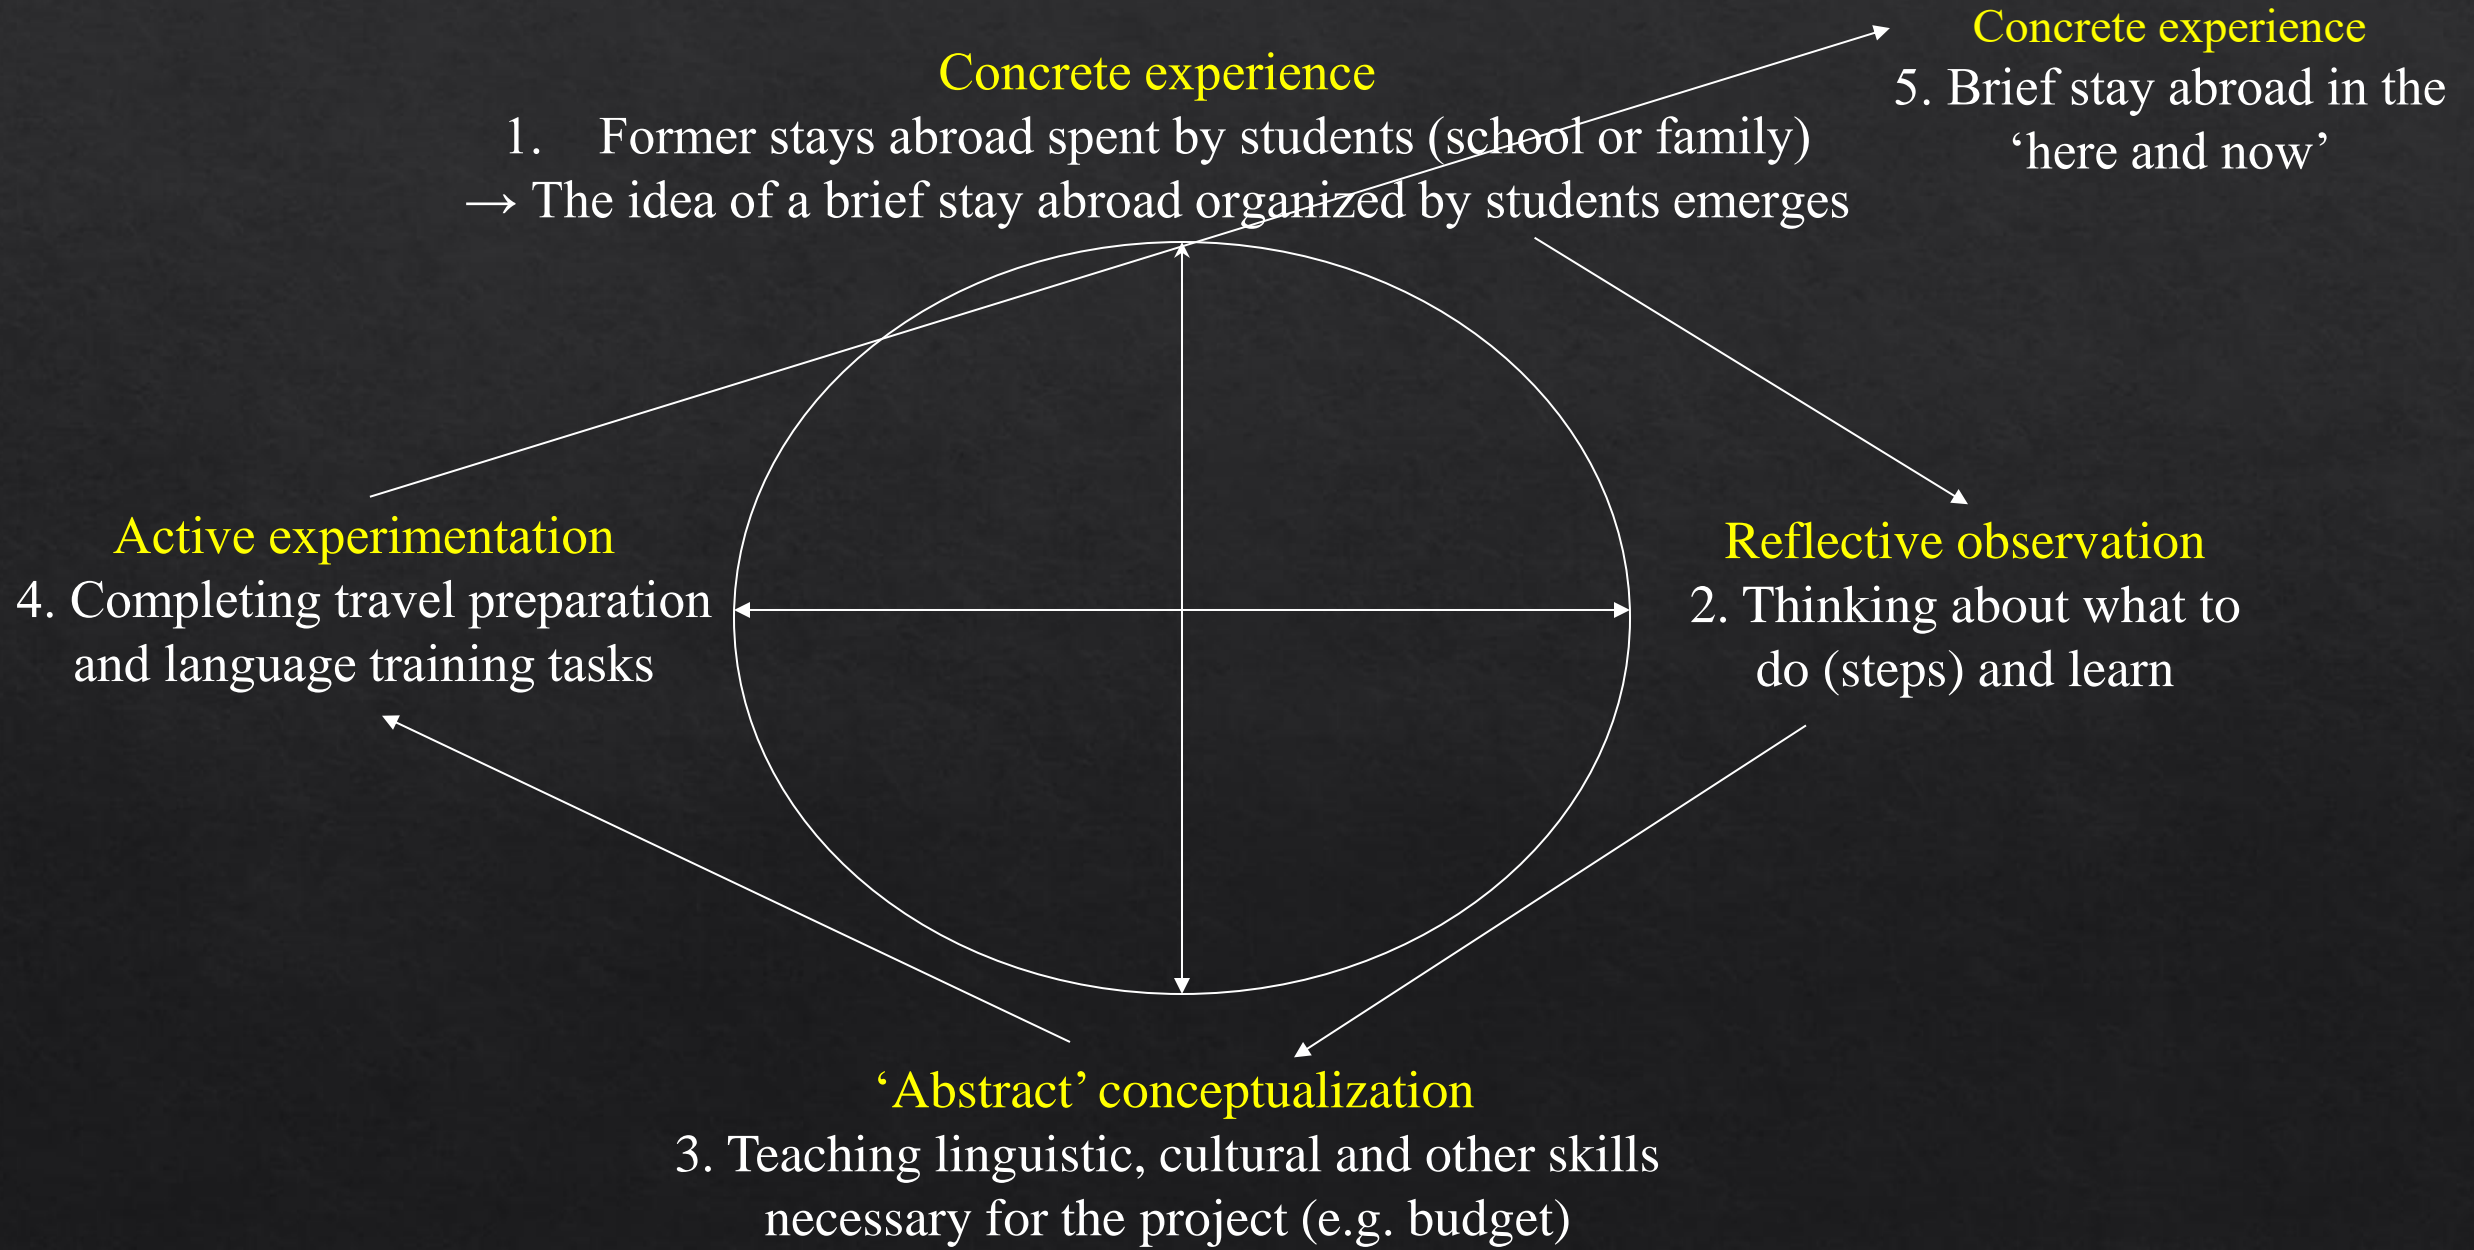 Concrete experience
1. Former stays abroad spent by students (school or family)
→ The idea of a brief stay abroad organized by students emerges
Reflective observation
2. Thinking about what to
do (steps) and learn
‘Abstract’ conceptualization
3. Teaching linguistic, cultural and other skills
necessary for the project (e.g. budget)
Active experimentation
4. Completing travel preparation
and language training tasks
Concrete experience
5. Brief stay abroad in the
‘here and now’